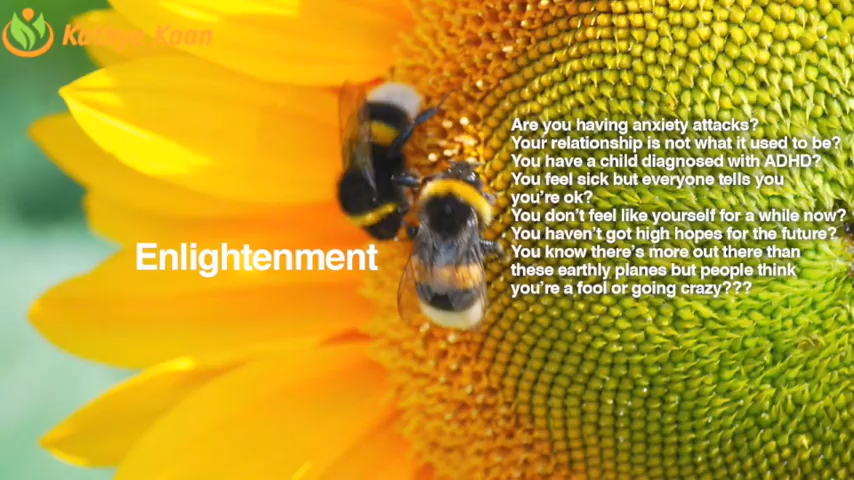 Kathya Kaan
Enlightenment
Are you having anxiety attacks?
Your relationship is not what it used to be?
You have a child diagnosed with ADHD?
You feel sick but everyone tells you
you're ok?
You don't feel like yourself for a while now?
You haven't got high hopes for the future?
You know there's more out there than
these earthly planes but people think
you're a fool or going crazy???